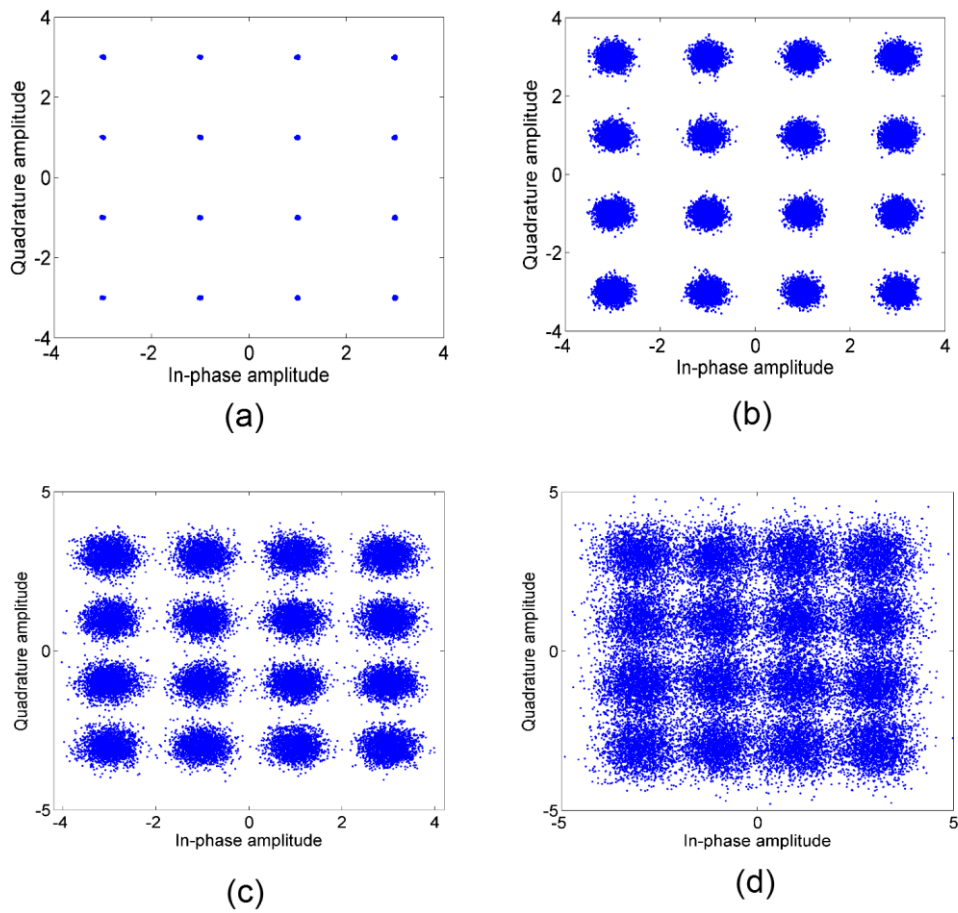 4
2
0
-2
-4
-4 -2 0 2 4
Quadrature amplitude
In-phase amplitude
(a)
4
2
0
-2
-4
-4 -2 0 2 4
Quadrature amplitude
In-phase amplitude
(b)
5
0
-5
-4 -2 0 2 4
Quadrature amplitude
In-phase amplitude
(c)
5
0
-5
-5 0 5
Quadrature amplitude
In-phase amplitude
(d)